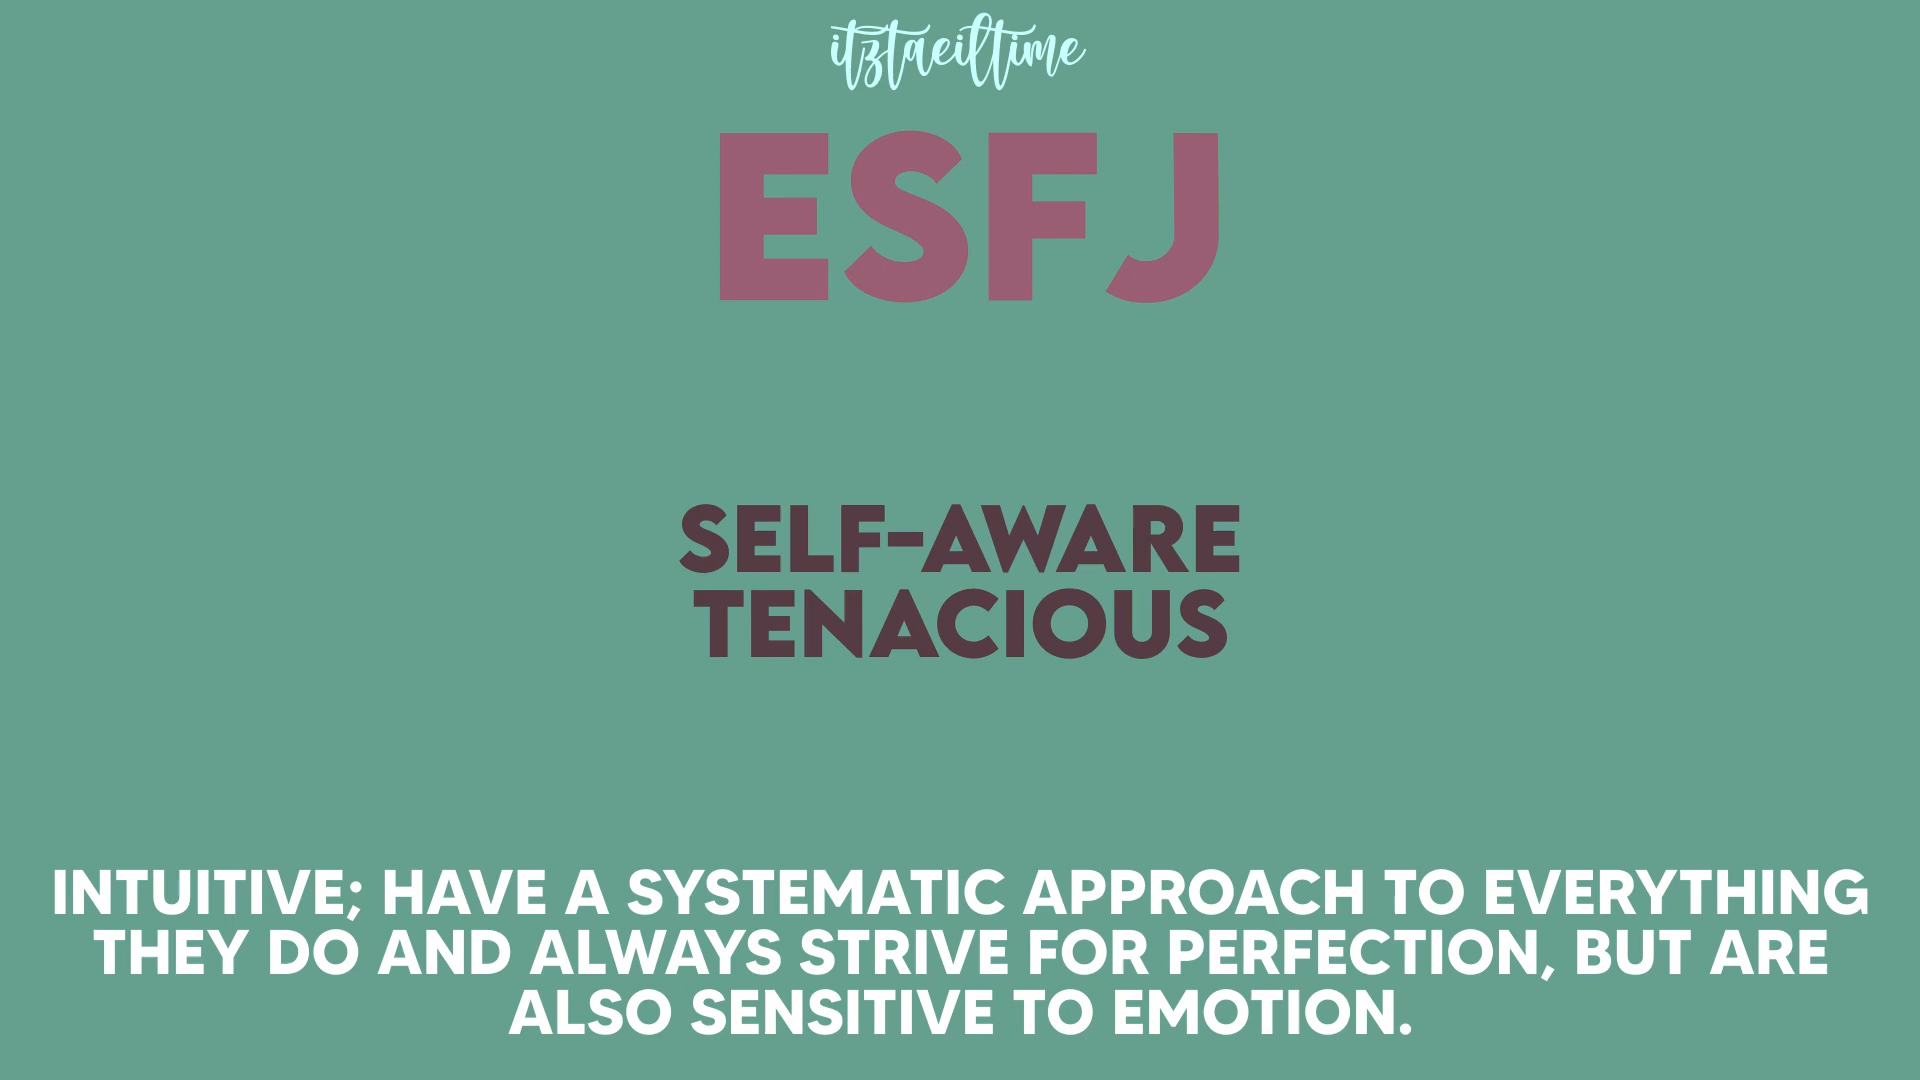 itztaeiltime
ESFJ
SELF-AWARE
TENACIOUS
INTUITIVE; HAVE A SYSTEMATIC APPROACH TO EVERYTHING
THEY DO AND ALWAYS STRIVE FOR PERFECTION, BUT ARE
ALSO SENSITIVE TO EMOTION.